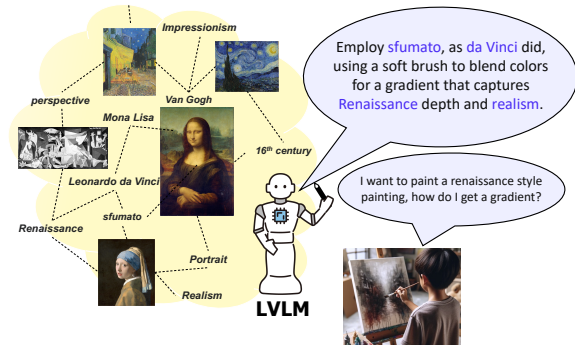 Impressionism
perspective
Van Gogh
Mona Lisa
16th century
Leonardo da Vinci
sfumato
Renaissance
Portrait
Realism
LVLM
Employ sfumato, as da Vinci did,
using a soft brush to blend colors
for a gradient that captures
Renaissance depth and realism.
I want to paint a renaissance style
painting, how do I get a gradient?